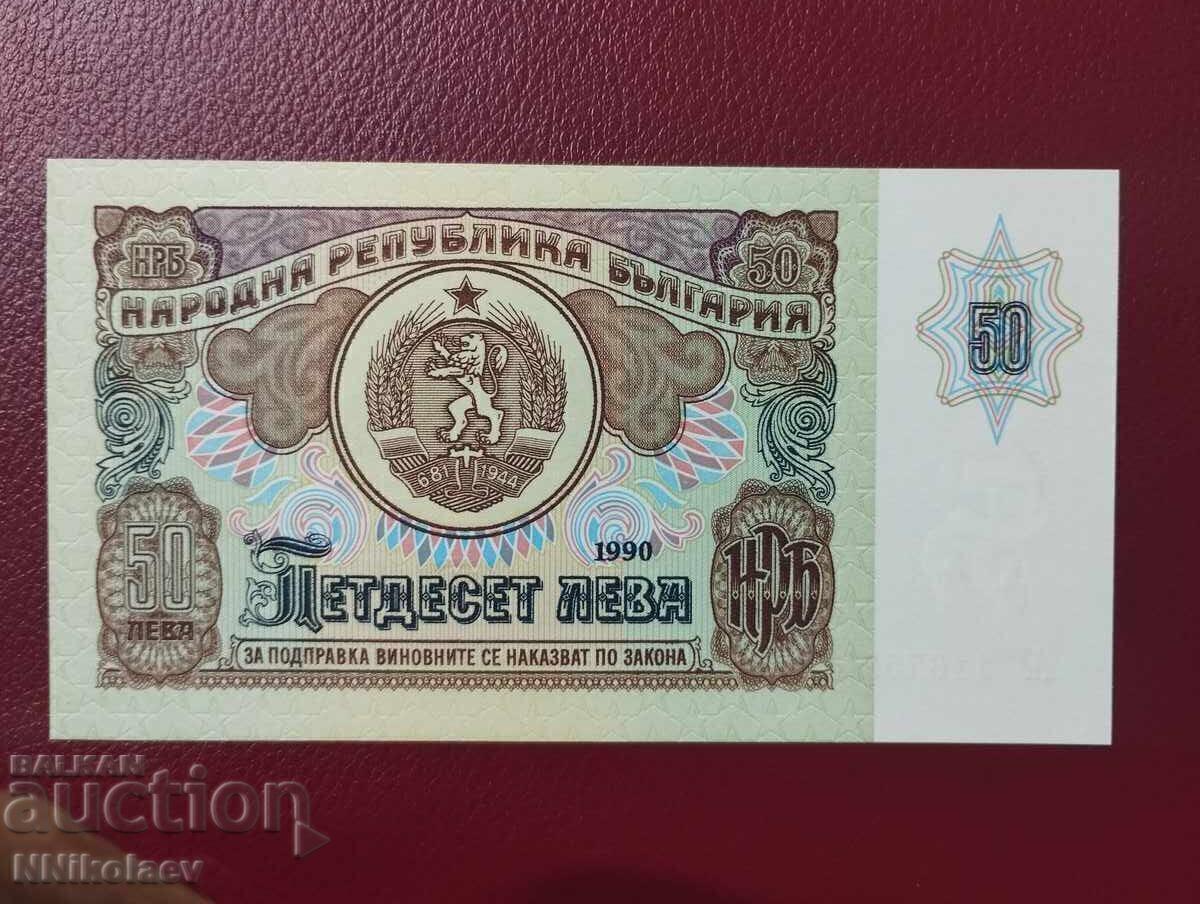 НРБ
НАРОДНА РЕПУБЛИКА БЪЛГАРИЯ
50
50
681 1944
1990
ПЕТДЕСЕТ ЛЕВА
50
ЛЕВА
НРБ
ЗА ПОДПРАВКА ВИНОВНИТЕ СЕ НАКАЗВАТ ПО ЗАКОНА
BALKAN
auction
NNikolaev